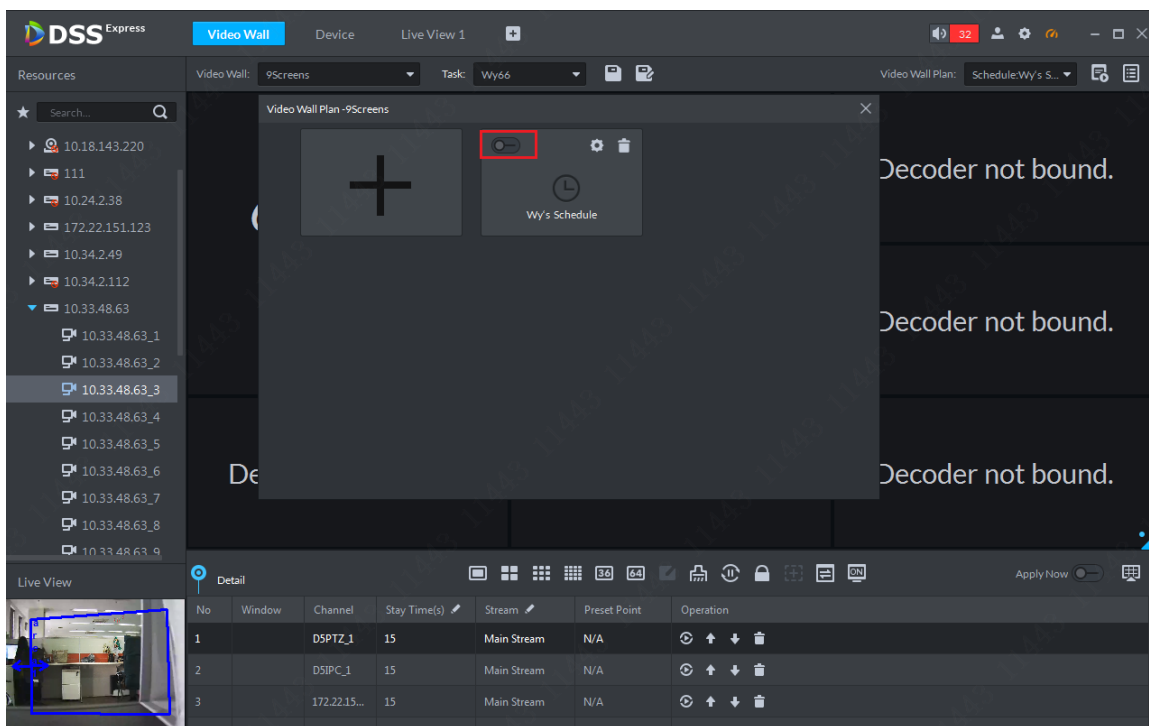 DSS Express
Video Wall
Device
Live View 1
32
Resources
Video Wall: 9Screens
Task: Wy66
Video Wall Plan: Schedule:Wy's S...
Search...
Video Wall Plan -9Screens
10.18.143.220
111
10.24.2.38
172.22.151.123
10.34.2.49
10.34.2.112
10.33.48.63
10.33.48.63_1
10.33.48.63_2
10.33.48.63_3
10.33.48.63_4
10.33.48.63_5
10.33.48.63_6
10.33.48.63_7
10.33.48.63_8
10.33.48.63_9
Wy's Schedule
Decoder not bound.
Decoder not bound.
De
Decoder not bound.
Live View
Detail
36
64
ON
Apply Now
No Window Channel Stay Time(s) Stream Preset Point Operation
1 D5PTZ_1 15 Main Stream N/A
2 D5IPC_1 15 Main Stream N/A
3 172.22.15... 15 Main Stream N/A